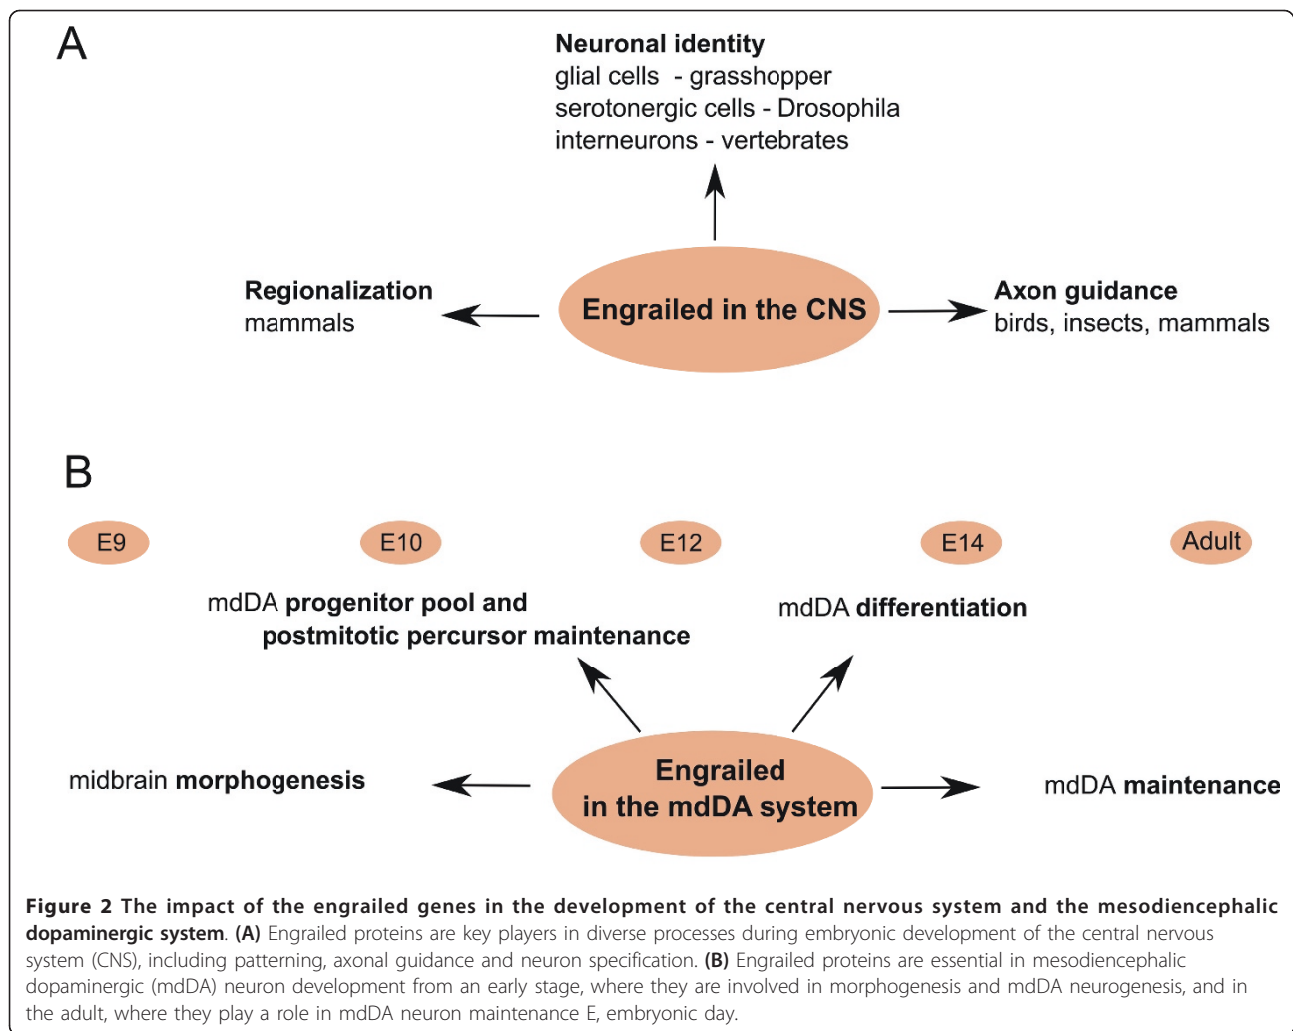 A
Neuronal identity
glial cells - grasshopper
serotonergic cells - Drosophila
interneurons - vertebrates
Regionalization
mammals
Engrailed in the CNS
Axon guidance
birds, insects, mammals
B
E9
E10
E12
E14
Adult
mdDA progenitor pool and
postmitotic percursor maintenance
mdDA differentiation
midbrain morphogenesis
Engrailed
in the mdDA system
mdDA maintenance
Figure 2 The impact of the engrailed genes in the development of the central nervous system and the mesodiencephalic
dopaminergic system. (A) Engrailed proteins are key players in diverse processes during embryonic development of the central nervous
system (CNS), including patterning, axonal guidance and neuron specification. (B) Engrailed proteins are essential in mesodiencephalic
dopaminergic (mdDA) neuron development from an early stage, where they are involved in morphogenesis and mdDA neurogenesis, and in
the adult, where they play a role in mdDA neuron maintenance E, embryonic day.